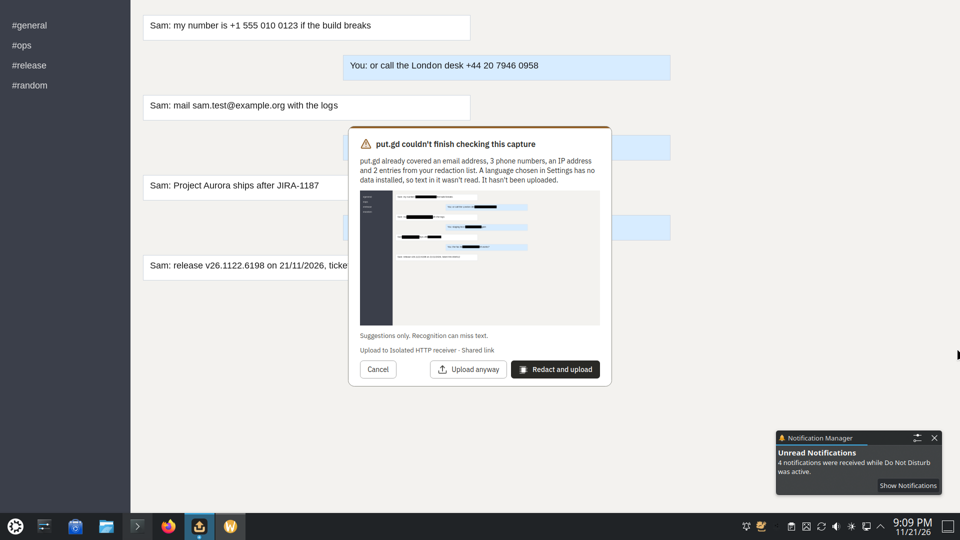 #general
#ops
#release
#random
Sam: my number is +1 555 010 0123 if the build breaks
You: or call the London desk +44 20 7946 0958
Sam: mail sam.test@example.org with the logs
Sam: Project Aurora ships after JIRA-1187
Sam: release v26.1122.6198 on 21/11/2026, ticke
put.gd couldn't finish checking this capture
put.gd already covered an email address, 3 phone numbers, an IP address
and 2 entries from your redaction list. A language chosen in Settings has no
data installed, so text in it wasn't read. It hasn't been uploaded.
Suggestions only. Recognition can miss text.
Upload to Isolated HTTP receiver · Shared link
Cancel
Upload anyway
Redact and upload
Notification Manager
Unread Notifications
4 notifications were received while Do Not Disturb
was active.
Show Notifications
9:09 PM
11/21/26